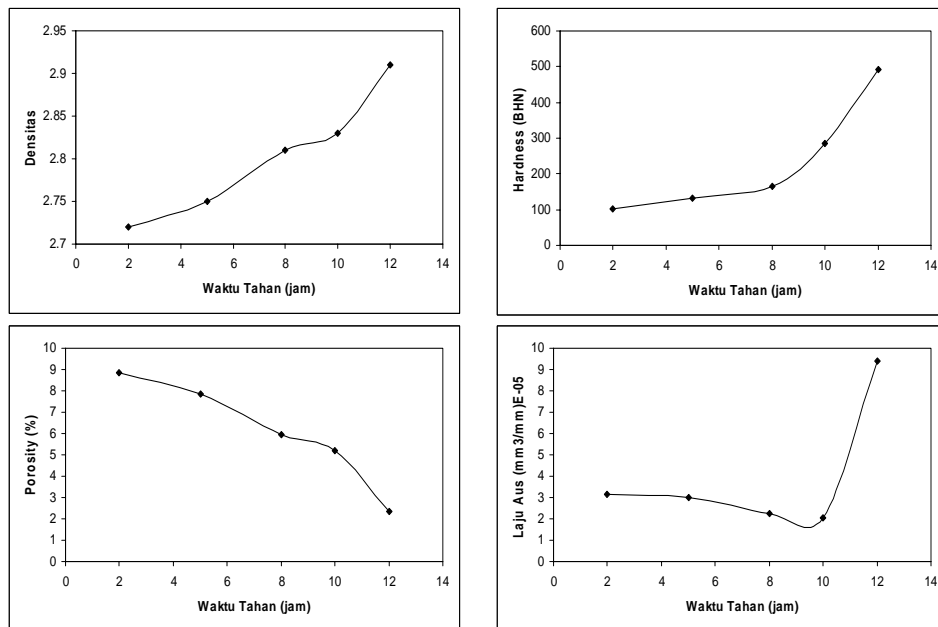 2.95
2.9
2.85
2.8
2.75
2.7
0 2 4 6 8 10 12 14
Densitas
Waktu Tahan (jam)
600
500
400
300
200
100
0
0 2 4 6 8 10 12 14
Hardness (BHN)
Waktu Tahan (jam)
10
9
8
7
6
5
4
3
2
1
0
0 2 4 6 8 10 12 14
Porosity (%)
Waktu Tahan (jam)
10
9
8
7
6
5
4
3
2
1
0
0 2 4 6 8 10 12 14
Laju Aus (mm3/mm)E-05
Waktu Tahan (jam)